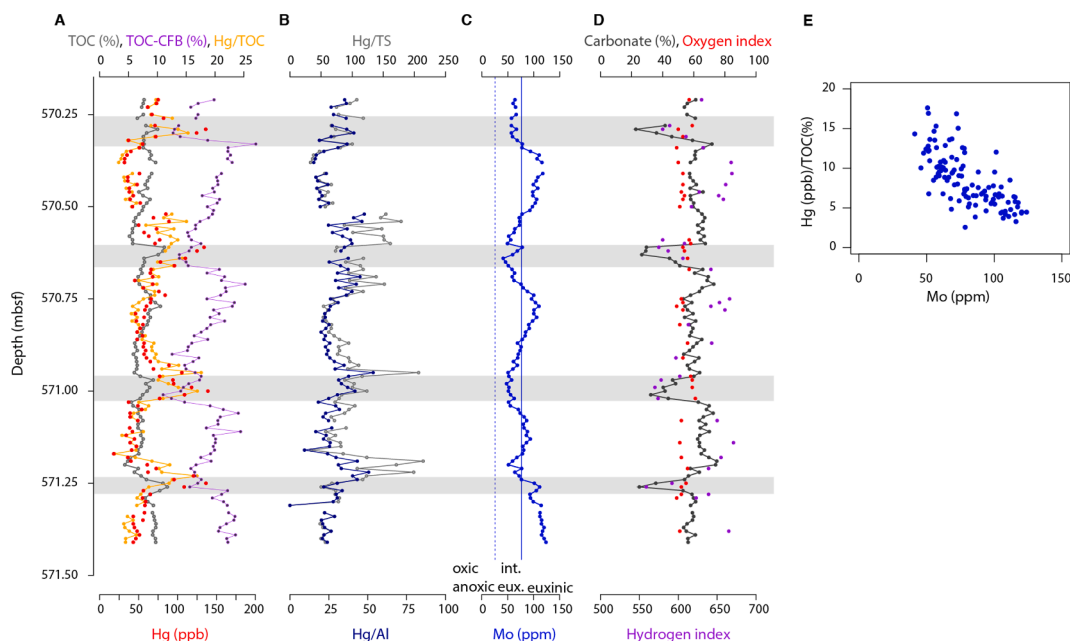 A
B
C
D
E
TOC (%), TOC-CFB (%), Hg/TOC
Hg/TS
Carbonate (%), Oxygen index
0 5 10 15 20 25
0 50 100 150 200 250
0 20 40 60 80 100
570.25
570.50
570.75
571.00
571.25
571.50
Depth (mbsf)
oxic
anoxic
int.
eux.
euxinic
0 50 100 150 200
0 25 50 75 100
0 50 100 150
500 550 600 650 700
Hg (ppb)
Hg/Al
Mo (ppm)
Hydrogen index
20
15
10
5
0
Hg (ppb)/TOC(%)
0 50 100 150
Mo (ppm)